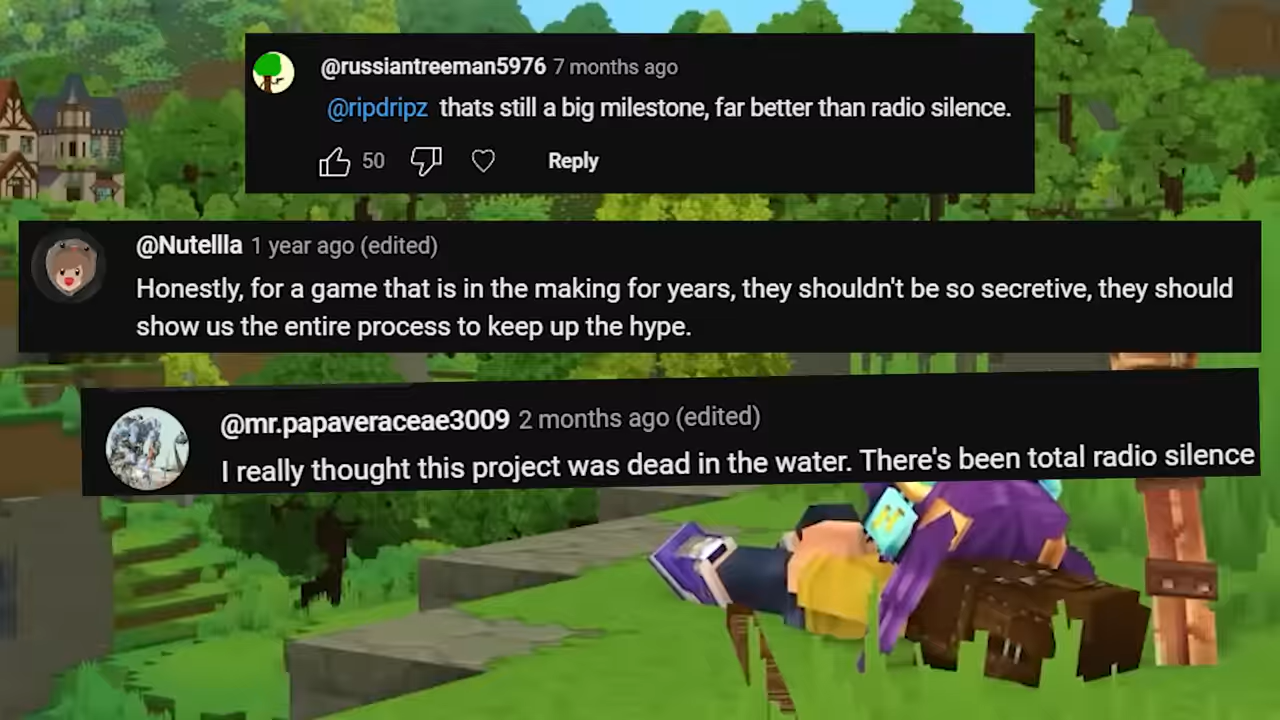 @russiantreeman5976 7 months ago
@ripdripz thats still a big milestone, far better than radio silence.
50 Reply
@Nutellla 1 year ago (edited)
Honestly, for a game that is in the making for years, they shouldn't be so secretive, they should
show us the entire process to keep up the hype.
@mr.papaveraceae3009 2 months ago (edited)
I really thought this project was dead in the water. There's been total radio silence